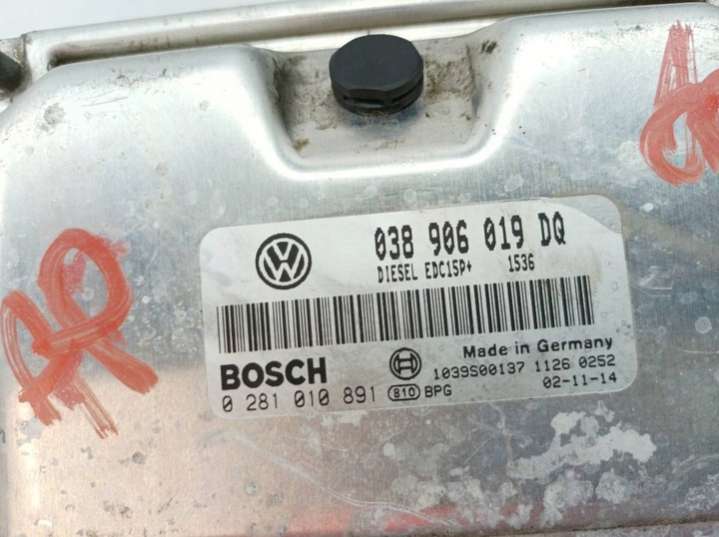 038 906 019 DQ
DIESEL EDC15P+ 1536
BOSCH
Made in Germany
1039S00137 1126 0252
0 281 010 891 810 BPG 02-11-14